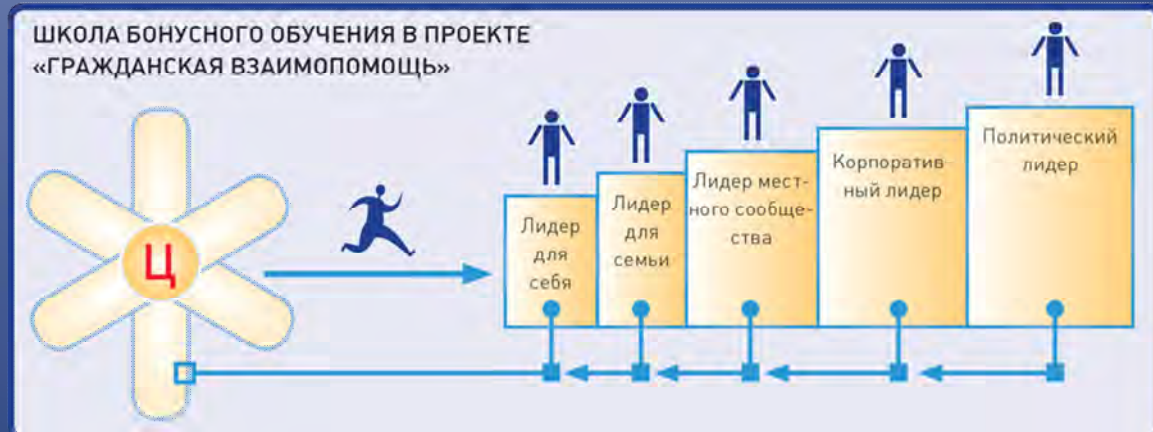 ШКОЛА БОНУСНОГО ОБУЧЕНИЯ В ПРОЕКТЕ
«ГРАЖДАНСКАЯ ВЗАИМОПОМОЩЬ»
Ц
Лидер
для
себя
Лидер
для
семьи
Лидер мест-
ного сообще-
ства
Корпоратив-
ный лидер
Политический
лидер